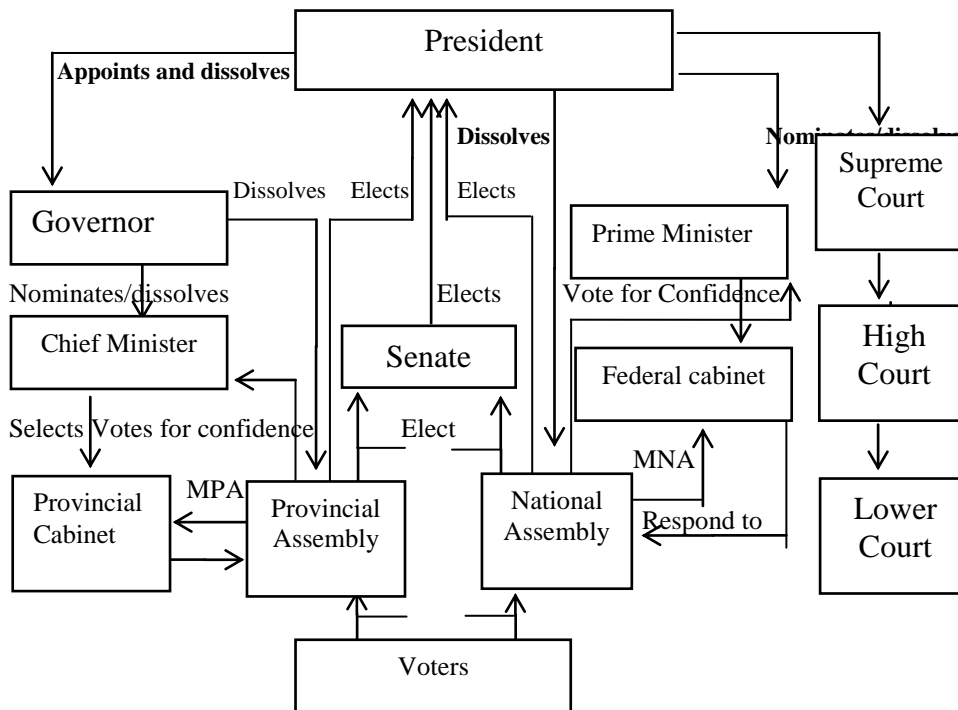 President
Appoints and dissolves
Dissolves
Supreme
Court
Dissolves Elects Elects
Governor
Prime Minister
Nominates/dissolves
Elects
Vote for Confidence
Chief Minister
Senate
High
Court
Federal cabinet
Selects Votes for confidence
Elect
MNA
MPA
Provincial
Cabinet
Provincial
Assembly
National
Assembly
Respond to
Lower
Court
Voters